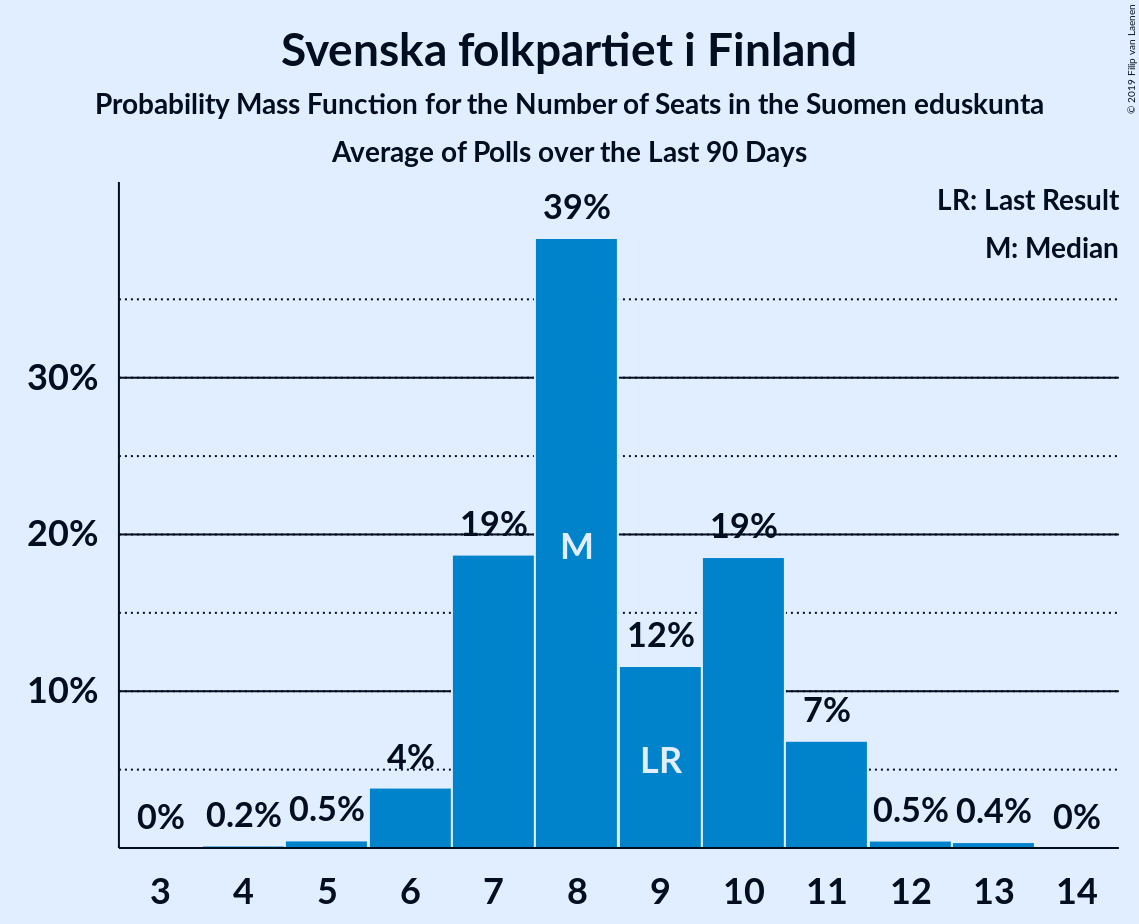 Svenska folkpartiet i Finland
Probability Mass Function for the Number of Seats in the Suomen eduskunta
Average of Polls over the Last 90 Days
© 2019 Filip van Laenen
LR: Last Result
M: Median
30%
20%
10%
0%
0.2%
0.5%
4%
19%
39%
12%
19%
7%
0.5%
0.4%
0%
M
LR
3 4 5 6 7 8 9 10 11 12 13 14